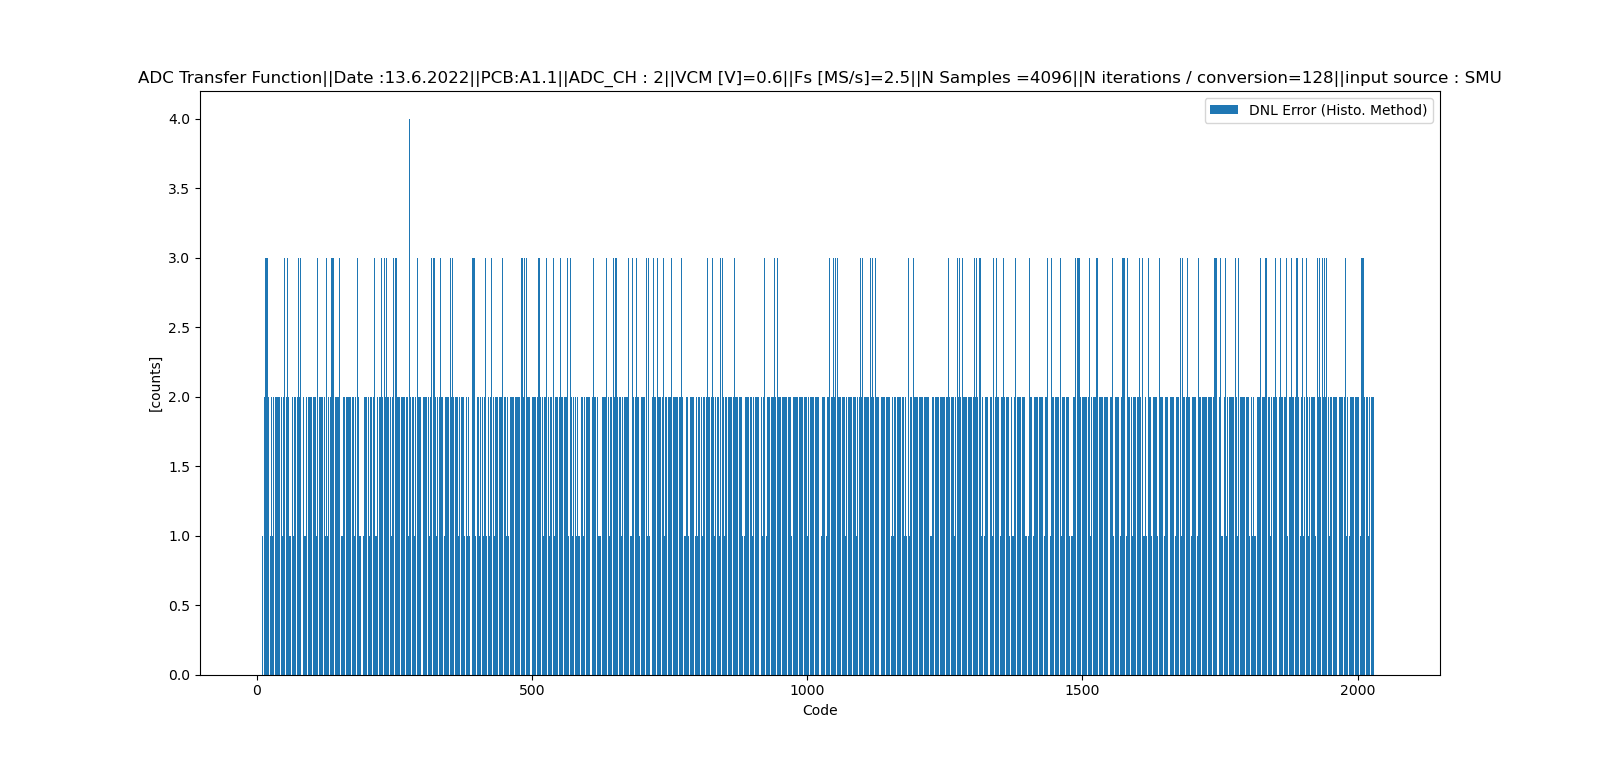 ADC Transfer Function||Date :13.6.2022||PCB:A1.1||ADC_CH : 2||VCM [V]=0.6||Fs [MS/s]=2.5||N Samples =4096||N iterations / conversion=128||input source : SMU
DNL Error (Histo. Method)
4.0
3.5
3.0
2.5
2.0
1.5
1.0
0.5
0.0
[counts]
0 500 1000 1500 2000
Code